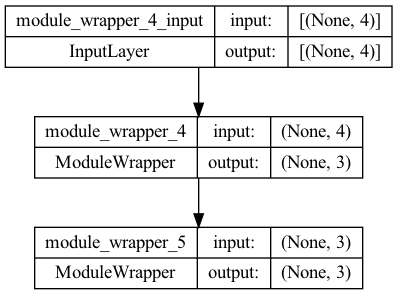 module_wrapper_4_input input: [(None, 4)]
InputLayer output: [(None, 4)]
module_wrapper_4 input: (None, 4)
ModuleWrapper output: (None, 3)
module_wrapper_5 input: (None, 3)
ModuleWrapper output: (None, 3)